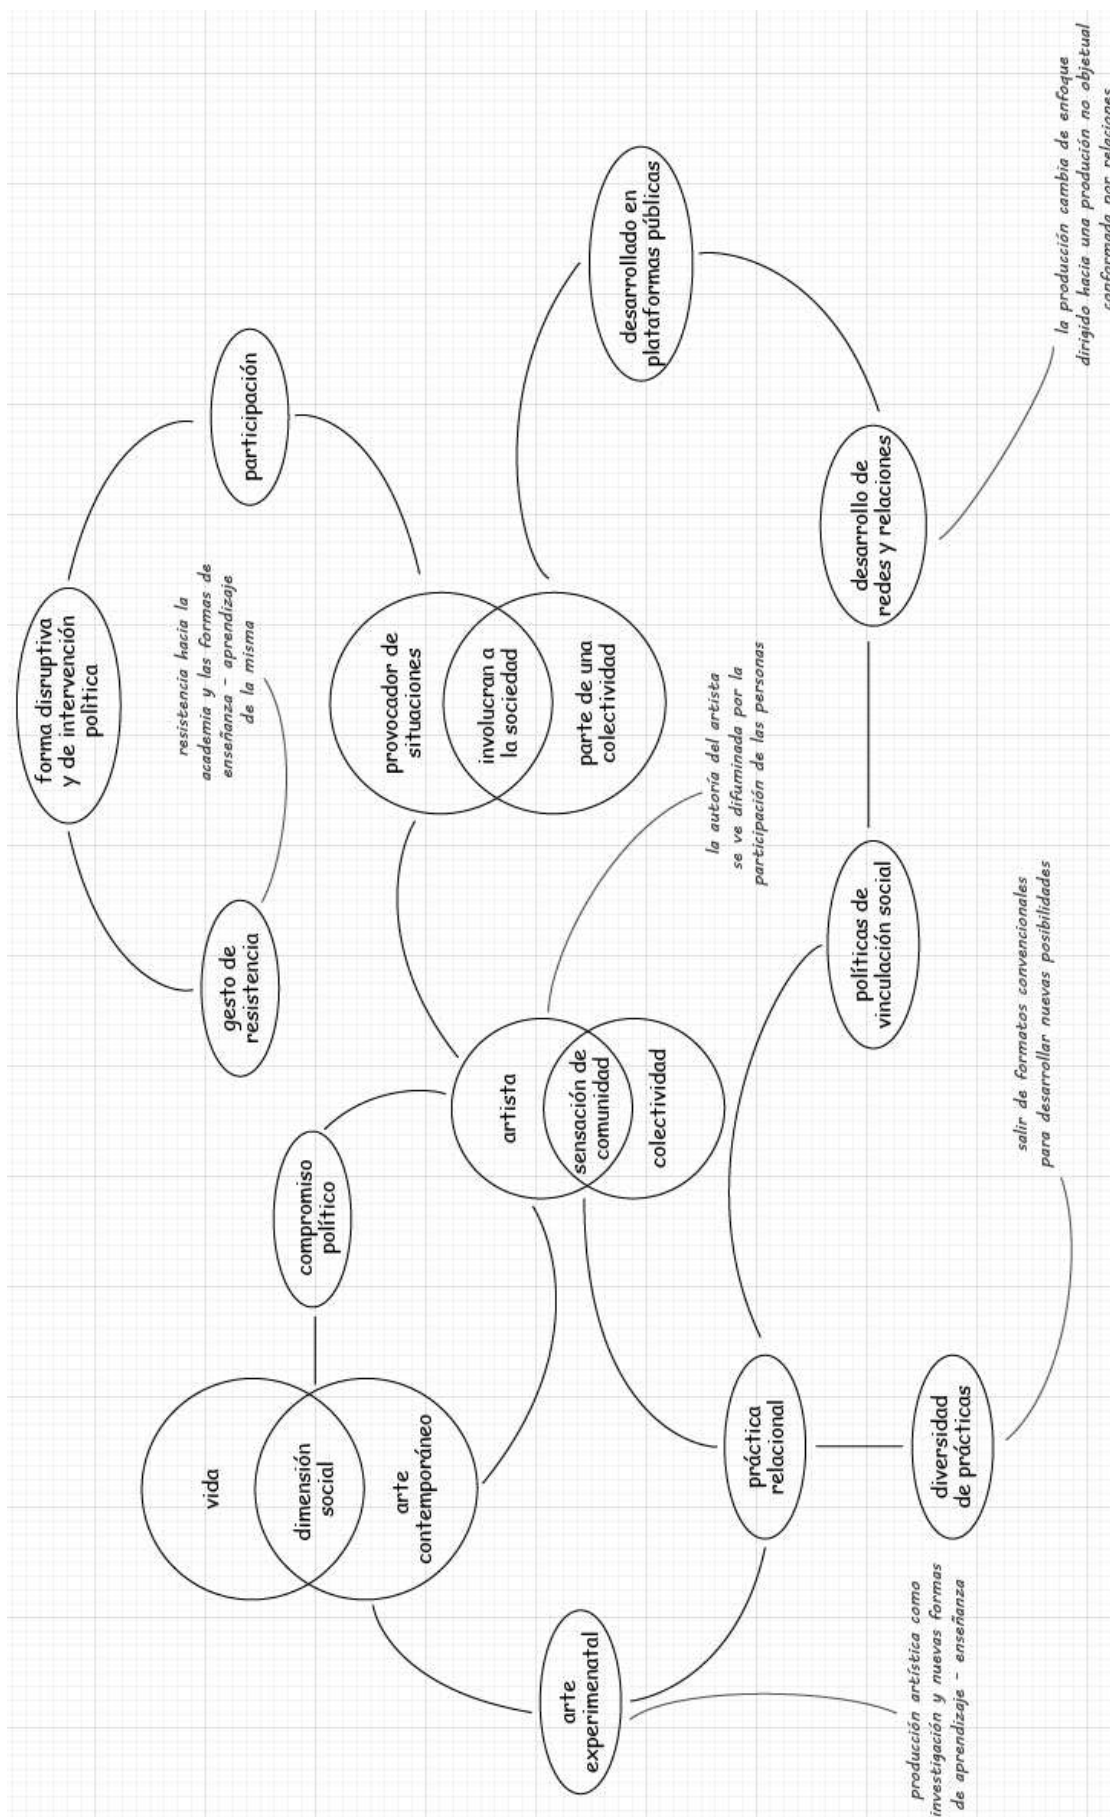 forma disruptiva
y de intervención
política
resistencia hacia la
academia y las formas de
enseñanza - aprendizaje
de la misma
vida
gesto de
resistencia
participación
dimensión
social
compromiso
político
arte
contemporáneo
provocador de
situaciones
involucran a
la sociedad
parte de una
colectividad
artista
sensación de
comunidad
colectividad
arte
experimenatal
desarrollado en
plataformas públicas
la autoría del artista
se ve difuminada por la
participación de las personas
práctica
relacional
políticas de
vinculación social
desarrollo de
redes y relaciones
producción artística como
investigación y nuevas formas
de aprendizaje - enseñanza
diversidad
de prácticas
salir de formatos convencionales
para desarrollar nuevas posibilidades
la producción cambia de enfoque
dirigido hacia una produción no objetual
conformada por relaciones